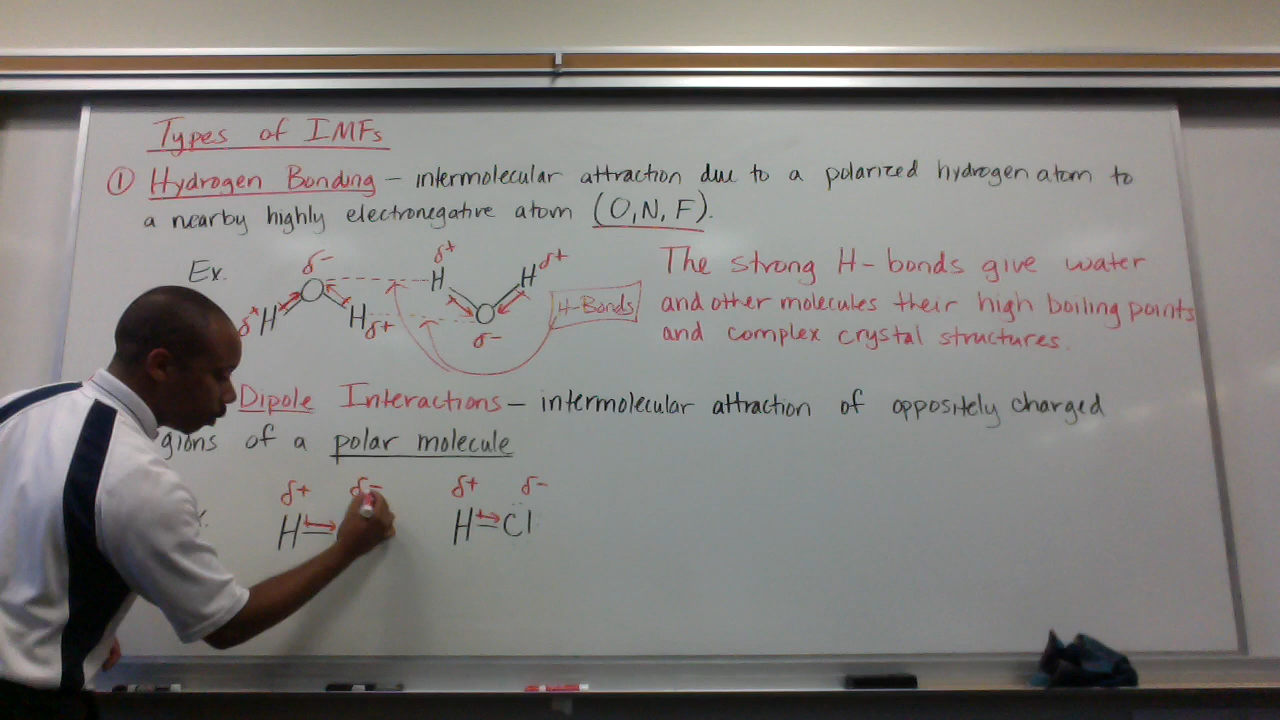 Types of IMFs
① Hydrogen Bonding – intermolecular attraction due to a polarized hydrogen atom to
a nearby highly electronegative atom (O, N, F).
Ex.
δ- δ+ δ+
O H H
δ+ H H δ+ O δ-
H-Bonds
The strong H-bonds give water
and other molecules their high boiling points
and complex crystal structures.
Dipole Interactions – intermolecular attraction of oppositely charged
gions of a polar molecule
δ+ δ- δ+ δ-
H H Cl